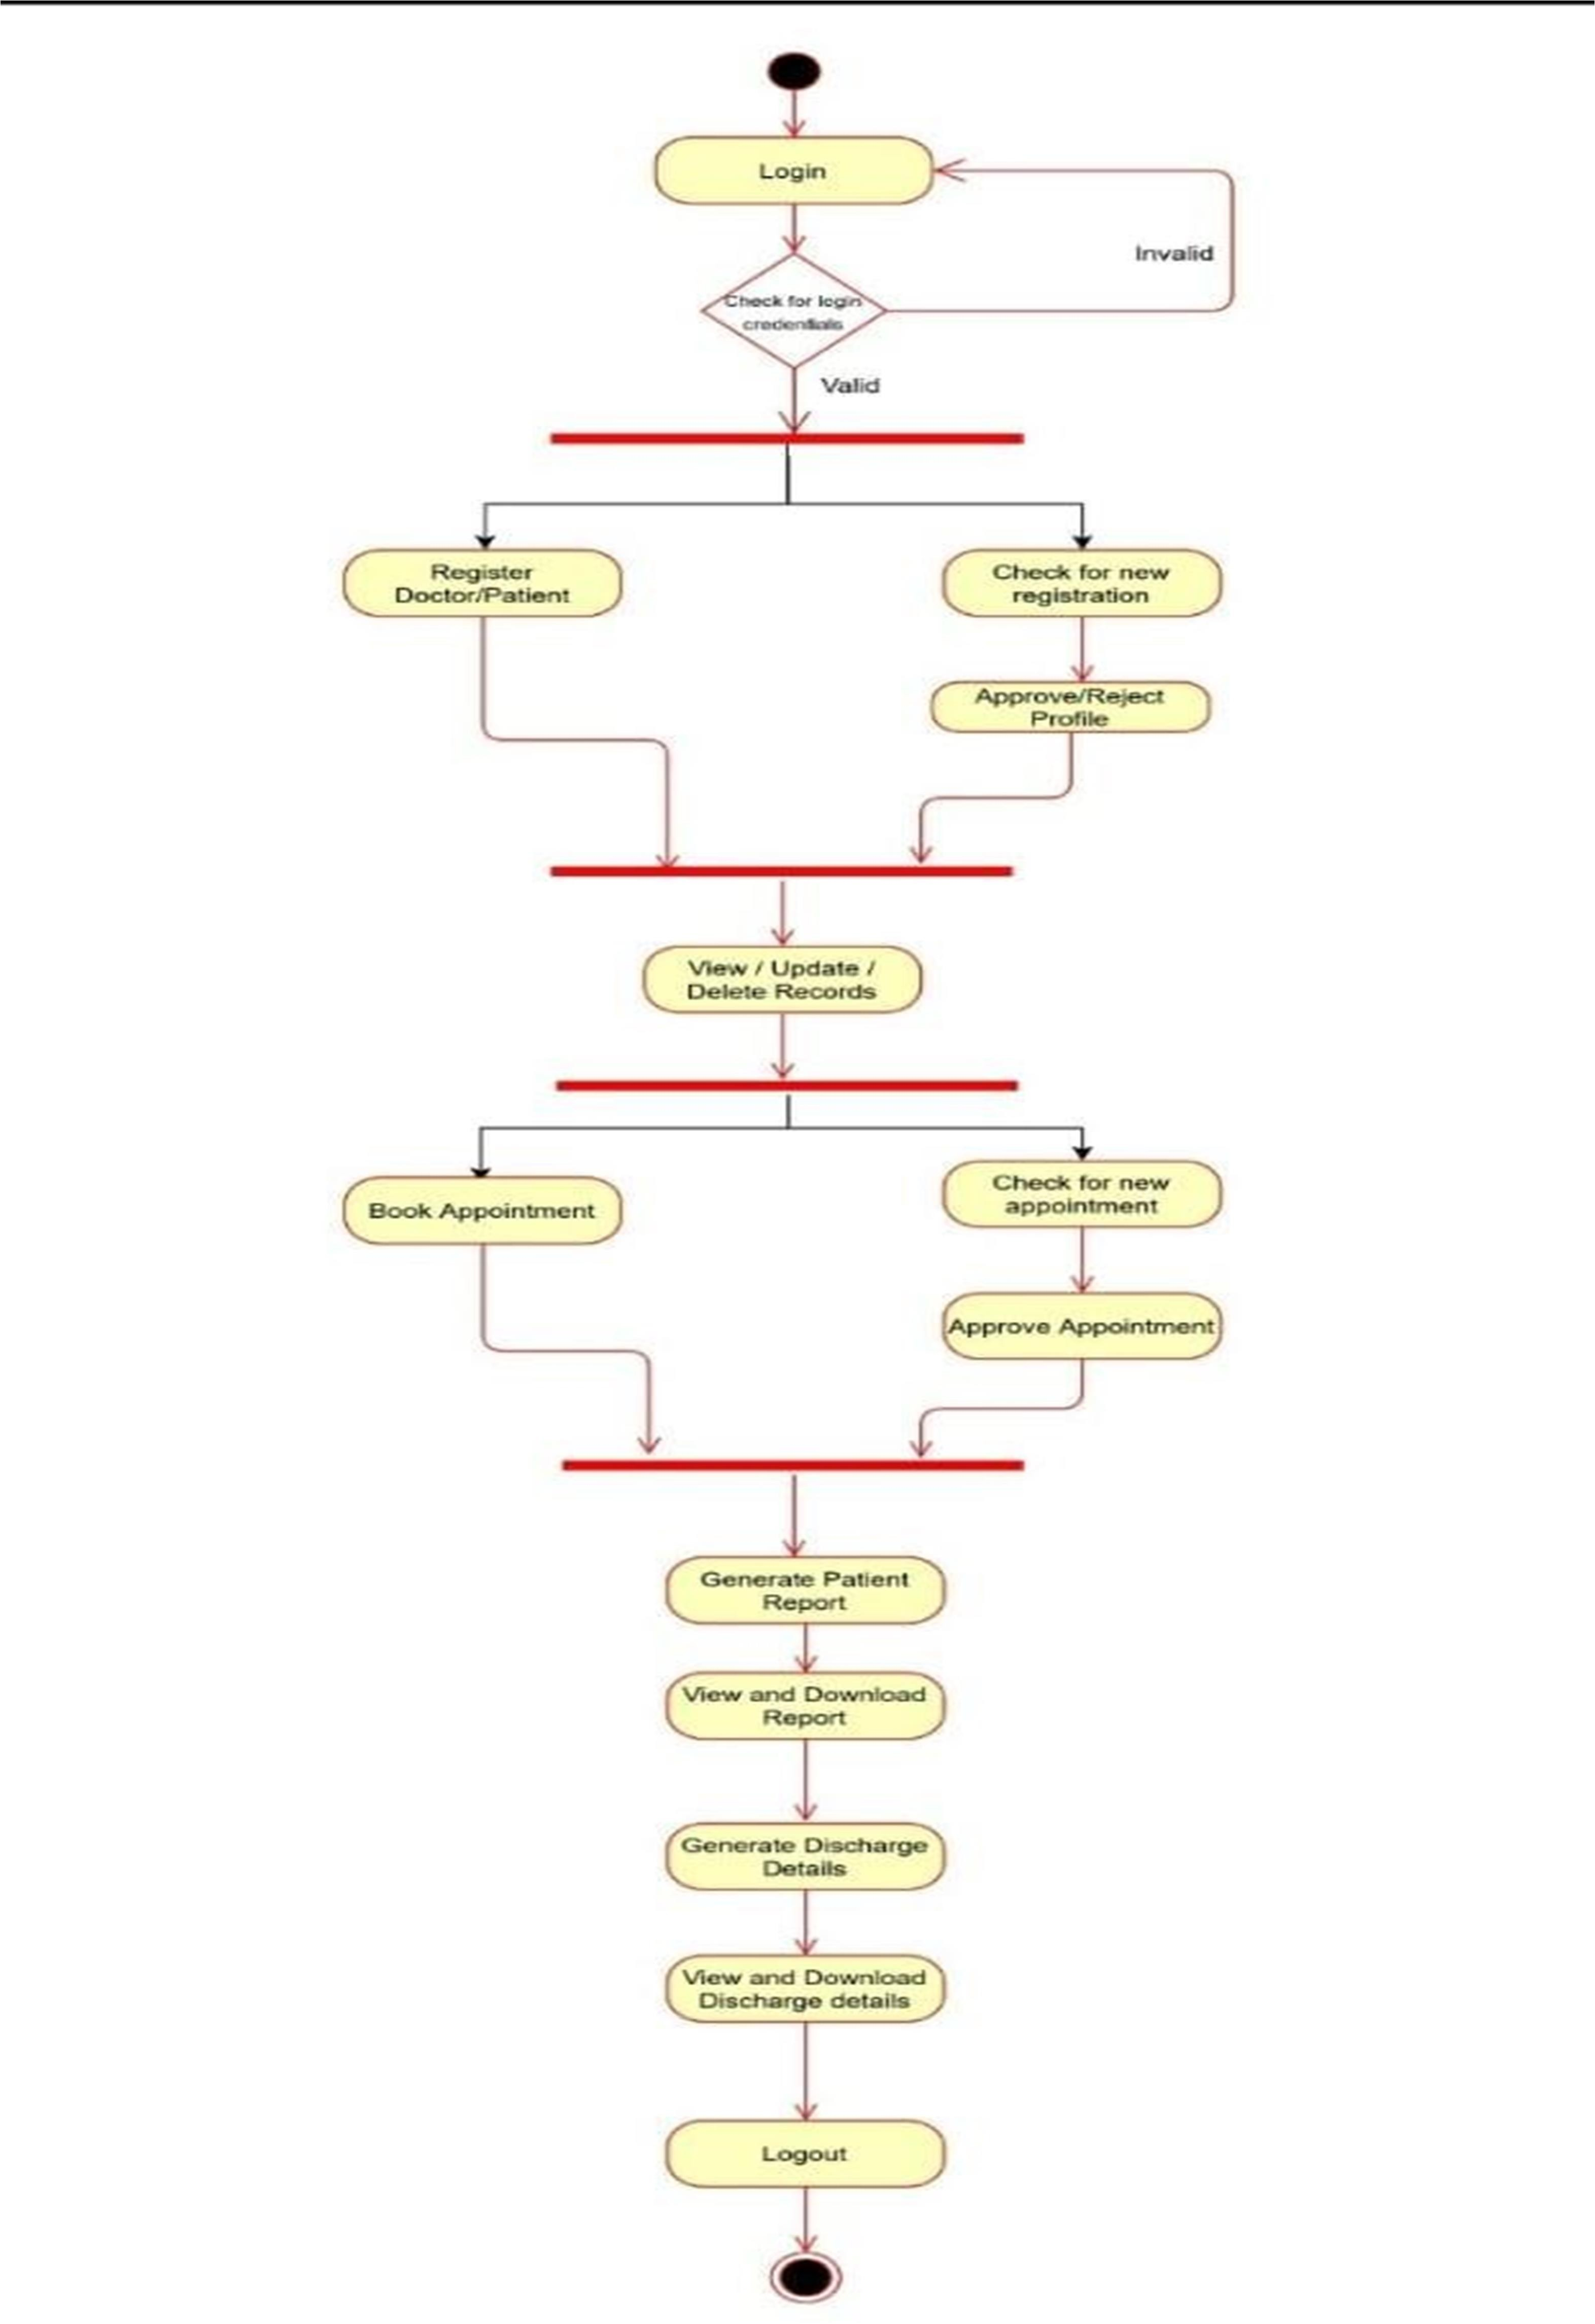 Login
Invalid
Check for login
credentials
Valid
Register
Doctor/Patient
Check for new
registration
Approve/Reject
Profile
View / Update /
Delete Records
Book Appointment
Check for new
appointment
Approve Appointment
Generate Patient
Report
View and Download
Report
Generate Discharge
Details
View and Download
Discharge details
Logout